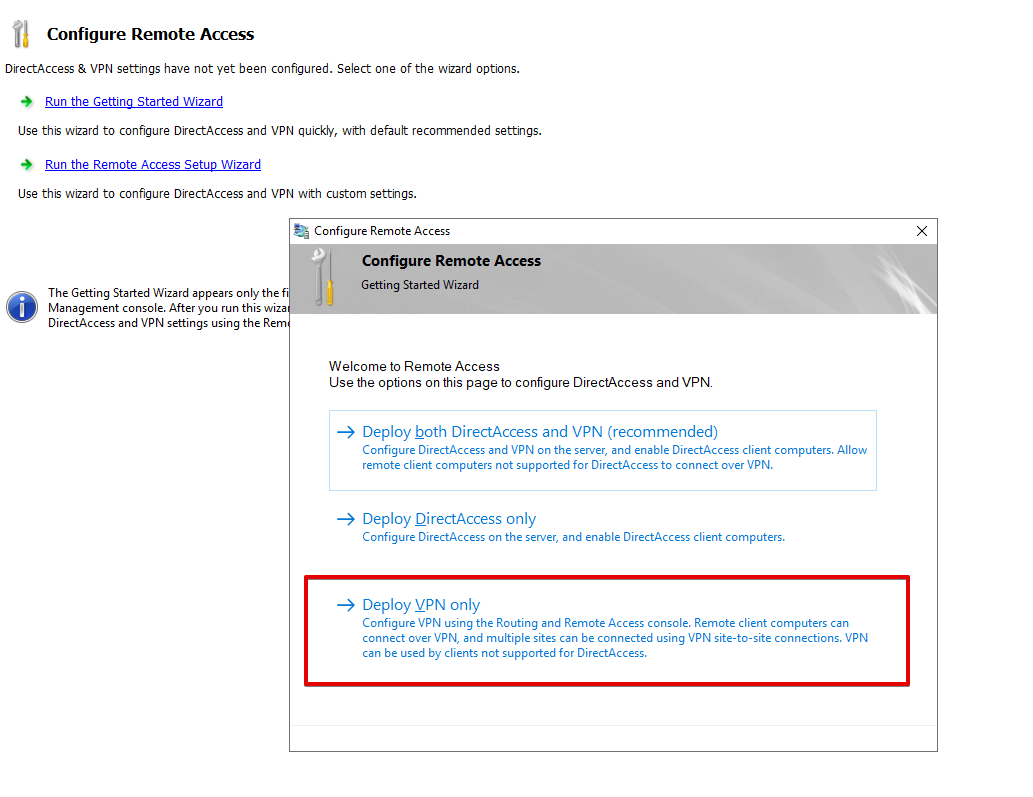 Configure Remote Access
DirectAccess & VPN settings have not yet been configured. Select one of the wizard options.
Run the Getting Started Wizard
Use this wizard to configure DirectAccess and VPN quickly, with default recommended settings.
Run the Remote Access Setup Wizard
Use this wizard to configure DirectAccess and VPN with custom settings.
The Getting Started Wizard appears only the fi
Management console. After you run this wizar
DirectAccess and VPN settings using the Remo
Configure Remote Access
Configure Remote Access
Getting Started Wizard
Welcome to Remote Access
Use the options on this page to configure DirectAccess and VPN.
Deploy both DirectAccess and VPN (recommended)
Configure DirectAccess and VPN on the server, and enable DirectAccess client computers. Allow
remote client computers not supported for DirectAccess to connect over VPN.
Deploy DirectAccess only
Configure DirectAccess on the server, and enable DirectAccess client computers.
Deploy VPN only
Configure VPN using the Routing and Remote Access console. Remote client computers can
connect over VPN, and multiple sites can be connected using VPN site-to-site connections. VPN
can be used by clients not supported for DirectAccess.